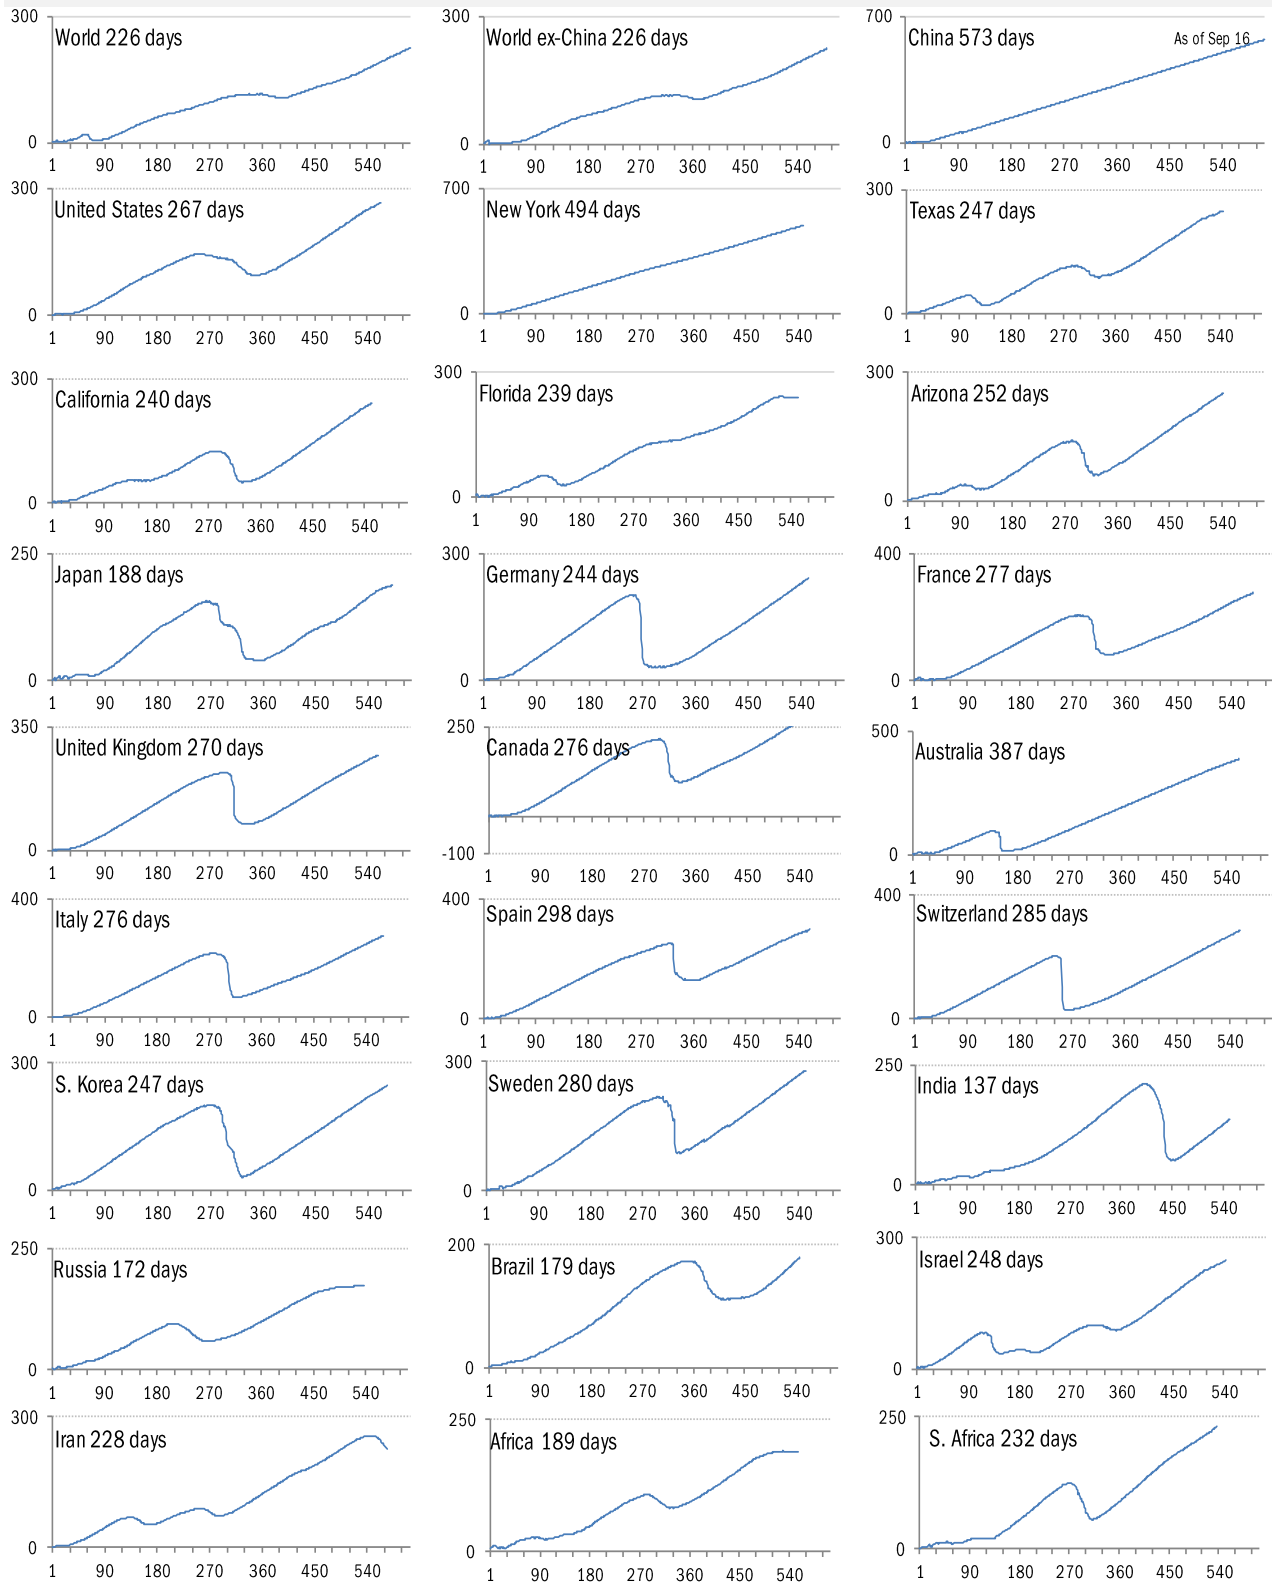 300
World 226 days
0
1 90 180 270 360 450 540
300
World ex-China 226 days
0
1 90 180 270 360 450 540
700
China 573 days
As of Sep 16
0
1 90 180 270 360 450 540
300
United States 267 days
0
1 90 180 270 360 450 540
700
New York 494 days
0
1 90 180 270 360 450 540
300
Texas 247 days
0
1 90 180 270 360 450 540
300
California 240 days
0
1 90 180 270 360 450 540
300
Florida 239 days
0
1 90 180 270 360 450 540
300
Arizona 252 days
0
1 90 180 270 360 450 540
250
Japan 188 days
0
1 90 180 270 360 450 540
300
Germany 244 days
0
1 90 180 270 360 450 540
400
France 277 days
0
1 90 180 270 360 450 540
350
United Kingdom 270 days
0
1 90 180 270 360 450 540
250
Canada 276 days
-100
1 90 180 270 360 450 540
500
Australia 387 days
0
1 90 180 270 360 450 540
400
Italy 276 days
0
1 90 180 270 360 450 540
400
Spain 298 days
0
1 90 180 270 360 450 540
400
Switzerland 285 days
0
1 90 180 270 360 450 540
300
S. Korea 247 days
0
1 90 180 270 360 450 540
300
Sweden 280 days
0
1 90 180 270 360 450 540
250
India 137 days
0
1 90 180 270 360 450 540
250
Russia 172 days
0
1 90 180 270 360 450 540
200
Brazil 179 days
0
1 90 180 270 360 450 540
300
Israel 248 days
0
1 90 180 270 360 450 540
300
Iran 228 days
0
1 90 180 270 360 450 540
250
Africa 189 days
0
1 90 180 270 360 450 540
250
S. Africa 232 days
0
1 90 180 270 360 450 540